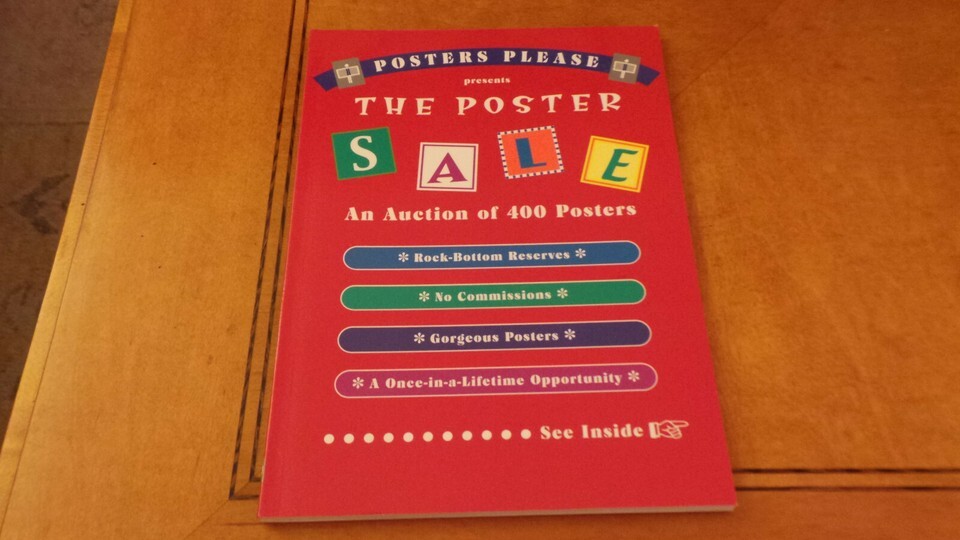 POSTERS PLEASE
presents
THE POSTER
SALE
An Auction of 400 Posters
* Rock-Bottom Reserves *
* No Commissions *
* Gorgeous Posters *
* A Once-in-a-Lifetime Opportunity *
• • • • • • • • • • • See Inside